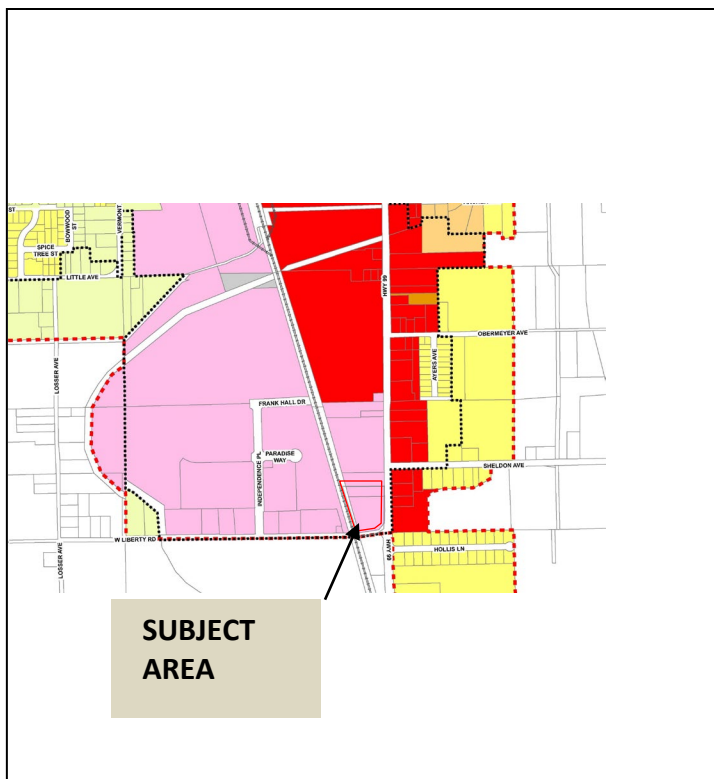 ST
BOWWOOD
ST
VERMONT
SPICE
TREE ST
LITTLE AVE
HWY 99
OBERMEYER AVE
AYERS AVE
LOSSER AVE
FRANK HALL DR
PARADISE
WAY
INDEPENDENCE PL
SHELDON AVE
W LIBERTY RD
HOLLIS LN
LOSSER AVE
HWY 99
SUBJECT
AREA